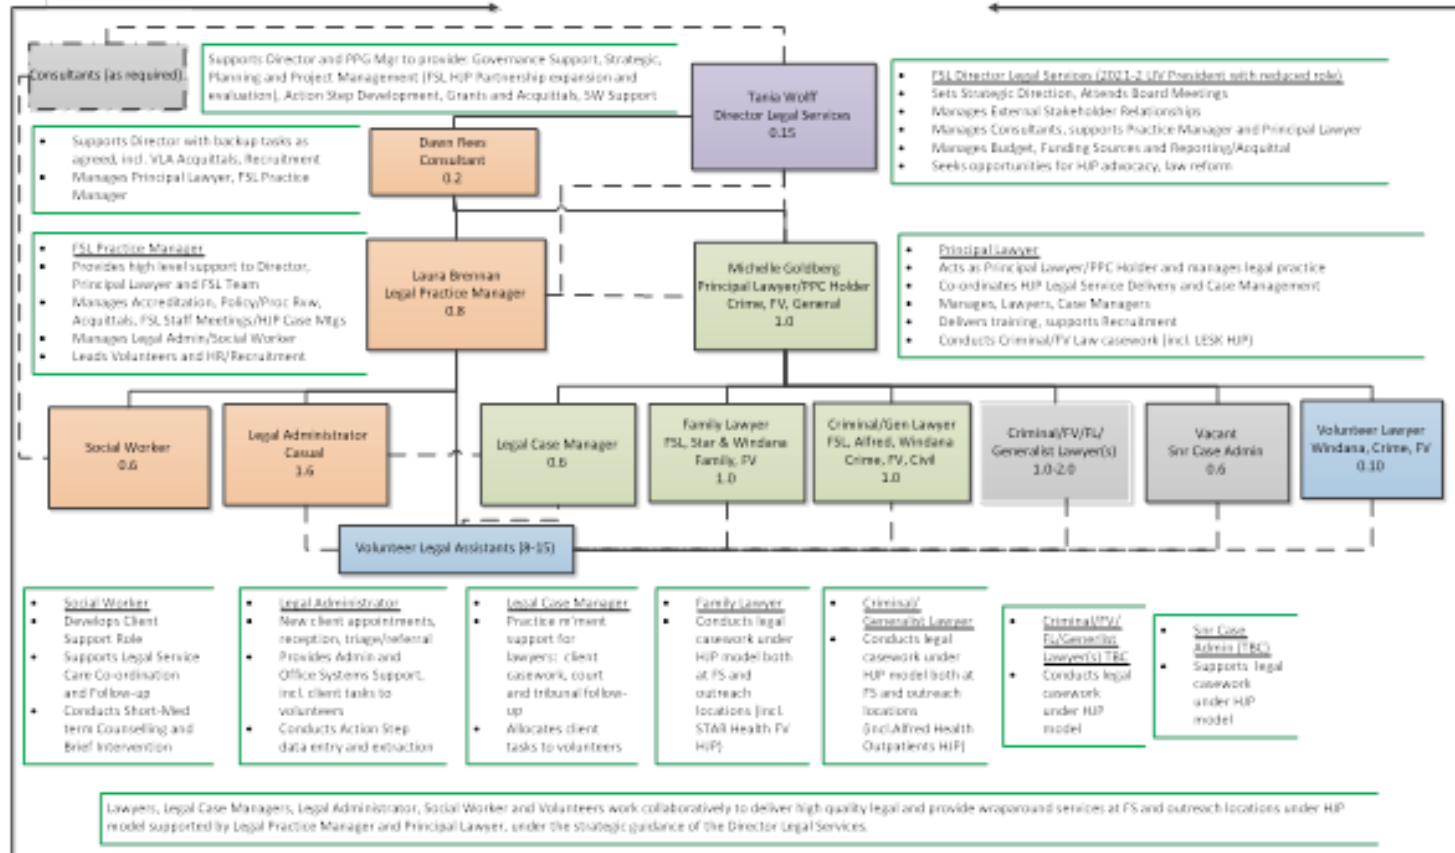 Consultants (as required)
Supports Director and PPG Mgr to provide: Governance Support, Strategic,
Planning and Project Management (FSL HJP Partnership expansion and
evaluation), Action Step Development, Grants and Acquittals, SW Support
Tania Wolff
Director Legal Services
0.15
FSL Director Legal Services (2021-2 LIV President with reduced role)
Sets Strategic Direction, Attends Board Meetings
Manages External Stakeholder Relationships
Manages Consultants, supports Practice Manager and Principal Lawyer
Manages Budget, Funding Sources and Reporting/Acquittal
Seeks opportunities for HJP advocacy, law reform
Supports Director with backup tasks as
agreed, incl. VLA Acquittals, Recruitment
Manages Principal Lawyer, FSL Practice
Manager
Dawn Rees
Consultant
0.2
FSL Practice Manager
Provides high level support to Director,
Principal Lawyer and FSL Team
Manages Accreditation, Policy/Proc Rvw,
Acquittals, FSL Staff Meetings/HJP Case Mtgs
Manages Legal Admin/Social Worker
Leads Volunteers and HR/Recruitment
Laura Brennan
Legal Practice Manager
0.8
Michelle Goldberg
Principal Lawyer/PPC Holder
Crime, FV, General
1.0
Principal Lawyer
Acts as Principal Lawyer/PPC Holder and manages legal practice
Co-ordinates HJP Legal Service Delivery and Case Management
Manages, Lawyers, Case Managers
Delivers training, supports Recruitment
Conducts Criminal/FV Law casework (incl. LESK HJP)
Social Worker
0.6
Legal Administrator
Casual
1.6
Legal Case Manager
0.6
Family Lawyer
FSL, Star & Windana
Family, FV
1.0
Criminal/Gen Lawyer
FSL, Alfred, Windana
Crime, FV, Civil
1.0
Criminal/FV/FL/
Generalist Lawyer(s)
1.0-2.0
Vacant
Snr Case Admin
0.6
Volunteer Lawyer
Windana, Crime, FV
0.10
Volunteer Legal Assistants (8-15)
Social Worker
Develops Client
Support Role
Supports Legal Service
Care Co-ordination
and Follow-up
Conducts Short-Med
term Counselling and
Brief Intervention
Legal Administrator
New client appointments,
reception, triage/referral
Provides Admin and
Office Systems Support,
incl. client tasks to
volunteers
Conducts Action Step
data entry and extraction
Legal Case Manager
Practice m'ment
support for
lawyers: client
casework, court
and tribunal follow-
up
Allocates client
tasks to volunteers
Family Lawyer
Conducts legal
casework under
HJP model both
at FS and
outreach
locations (incl.
STAR Health FV
HJP)
Criminal/
Generalist Lawyer
Conducts legal
casework under
HJP model both at
FS and outreach
locations
(incl.Alfred Health
Outpatients HJP)
Criminal/FV/
FL/Generlist
Lawyer(s) TBC
Conducts legal
casework
under HJP
model
Snr Case
Admin (TBC)
Supports legal
casework
under HJP
model
Lawyers, Legal Case Managers, Legal Administrator, Social Worker and Volunteers work collaboratively to deliver high quality legal and provide wraparound services at FS and outreach locations under HJP
model supported by Legal Practice Manager and Principal Lawyer, under the strategic guidance of the Director Legal Services.